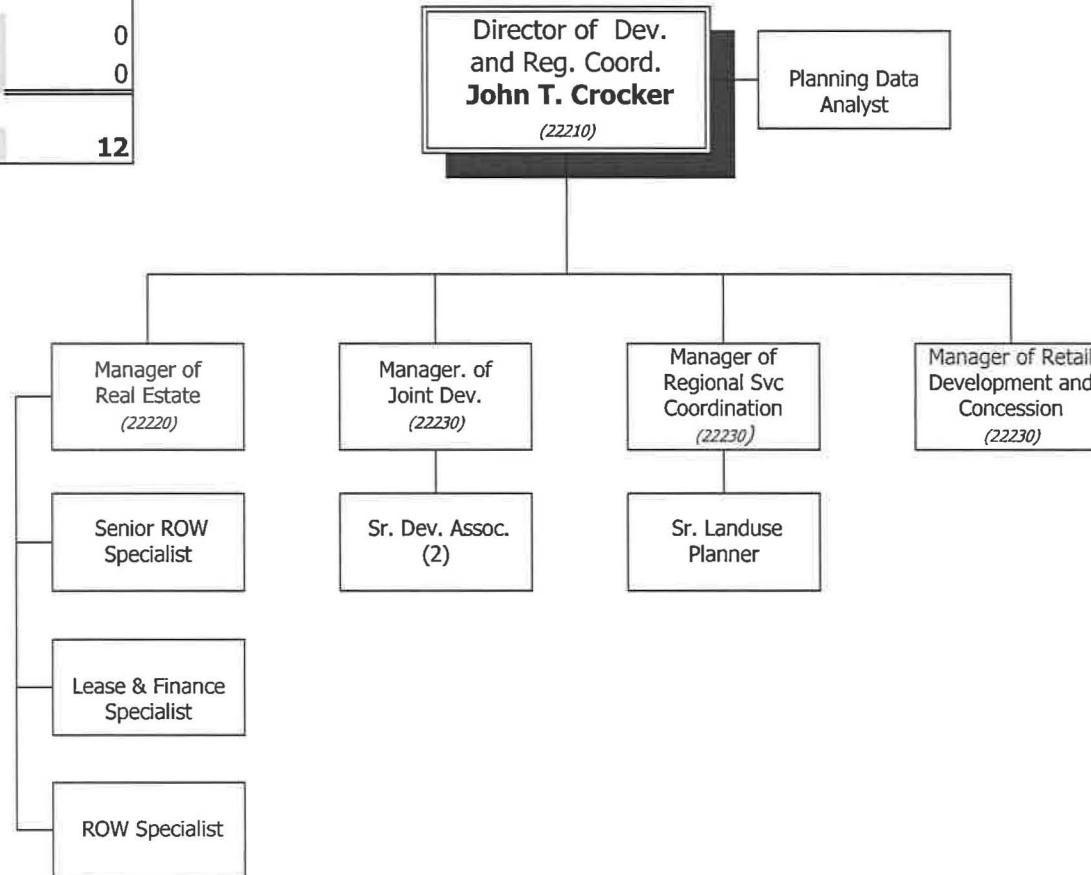 0
0
12
Director of Dev.
and Reg. Coord.
John T. Crocker
(22210)
Planning Data
Analyst
Manager of
Real Estate
(22220)
Manager. of
Joint Dev.
(22230)
Manager of
Regional Svc
Coordination
(22230)
Manager of Retail
Development and
Concession
(22230)
Senior ROW
Specialist
Sr. Dev. Assoc.
(2)
Sr. Landuse
Planner
Lease & Finance
Specialist
ROW Specialist